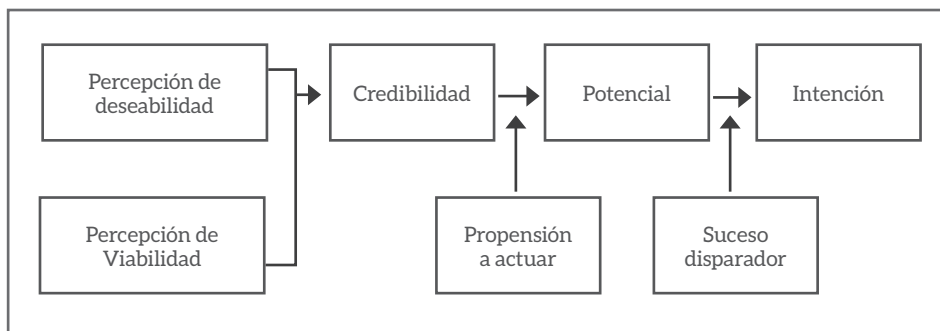 Percepción de
deseabilidad
Credibilidad
Potencial
Intención
Percepción de
Viabilidad
Propensión
a actuar
Suceso
disparador